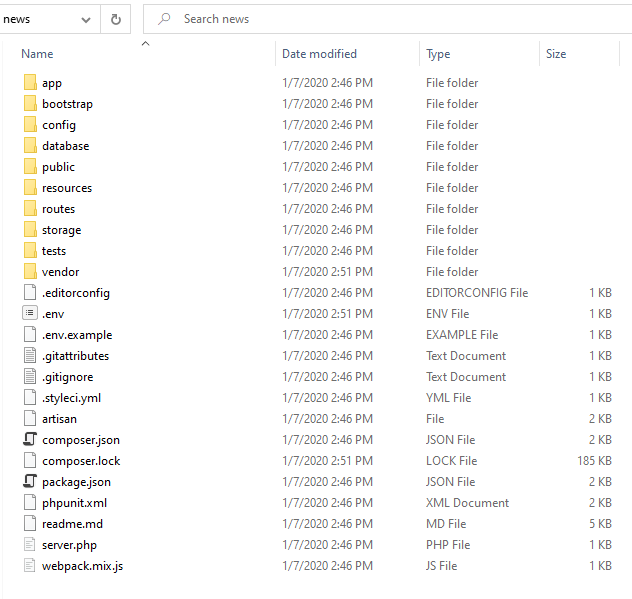 news Search news
Name Date modified Type Size
app 1/7/2020 2:46 PM File folder
bootstrap 1/7/2020 2:46 PM File folder
config 1/7/2020 2:46 PM File folder
database 1/7/2020 2:46 PM File folder
public 1/7/2020 2:46 PM File folder
resources 1/7/2020 2:46 PM File folder
routes 1/7/2020 2:46 PM File folder
storage 1/7/2020 2:46 PM File folder
tests 1/7/2020 2:46 PM File folder
vendor 1/7/2020 2:51 PM File folder
.editorconfig 1/7/2020 2:46 PM EDITORCONFIG File 1 KB
.env 1/7/2020 2:51 PM ENV File 1 KB
.env.example 1/7/2020 2:46 PM EXAMPLE File 1 KB
.gitattributes 1/7/2020 2:46 PM Text Document 1 KB
.gitignore 1/7/2020 2:46 PM Text Document 1 KB
.styleci.yml 1/7/2020 2:46 PM YML File 1 KB
artisan 1/7/2020 2:46 PM File 2 KB
composer.json 1/7/2020 2:46 PM JSON File 2 KB
composer.lock 1/7/2020 2:51 PM LOCK File 185 KB
package.json 1/7/2020 2:46 PM JSON File 2 KB
phpunit.xml 1/7/2020 2:46 PM XML Document 2 KB
readme.md 1/7/2020 2:46 PM MD File 5 KB
server.php 1/7/2020 2:46 PM PHP File 1 KB
webpack.mix.js 1/7/2020 2:46 PM JS File 1 KB